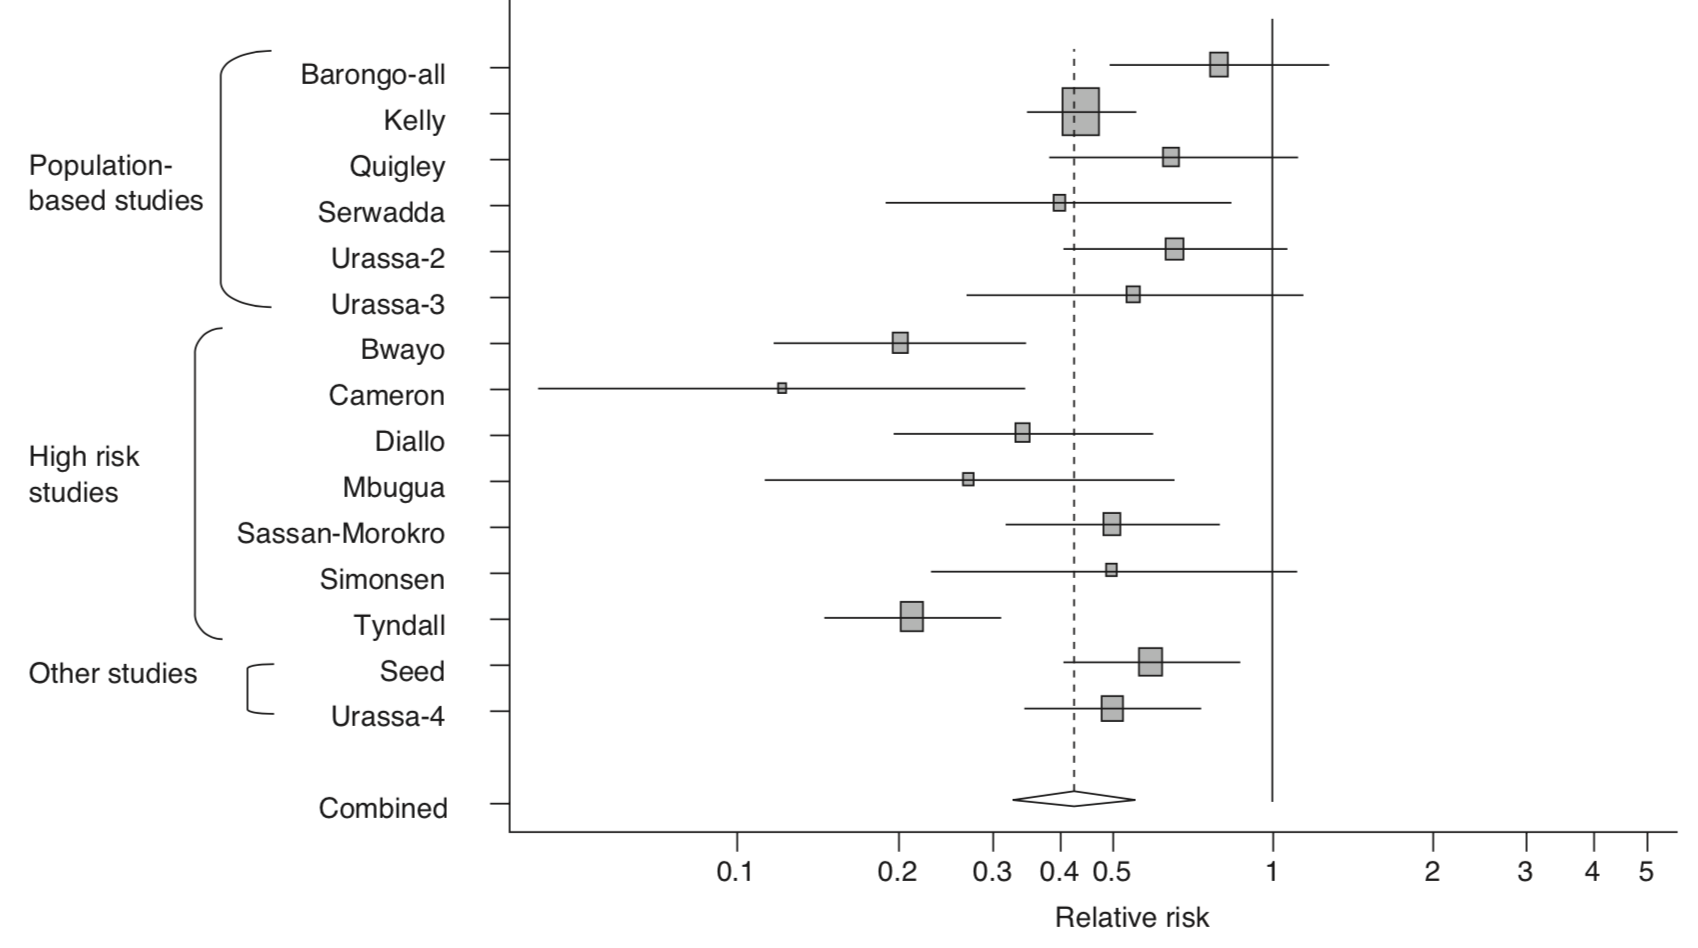 Barongo-all
Kelly
Population-
based studies
Quigley
Serwadda
Urassa-2
Urassa-3
Bwayo
Cameron
Diallo
High risk
studies
Mbugua
Sassan-Morokro
Simonsen
Tyndall
Other studies
Seed
Urassa-4
Combined
0.1 0.2 0.3 0.4 0.5 1 2 3 4 5
Relative risk